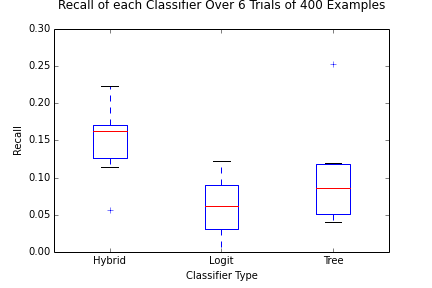 Recall of each Classifier Over 6 Trials of 400 Examples
0.30
0.25
0.20
0.15
0.10
0.05
0.00
Recall
Hybrid Logit Tree
Classifier Type